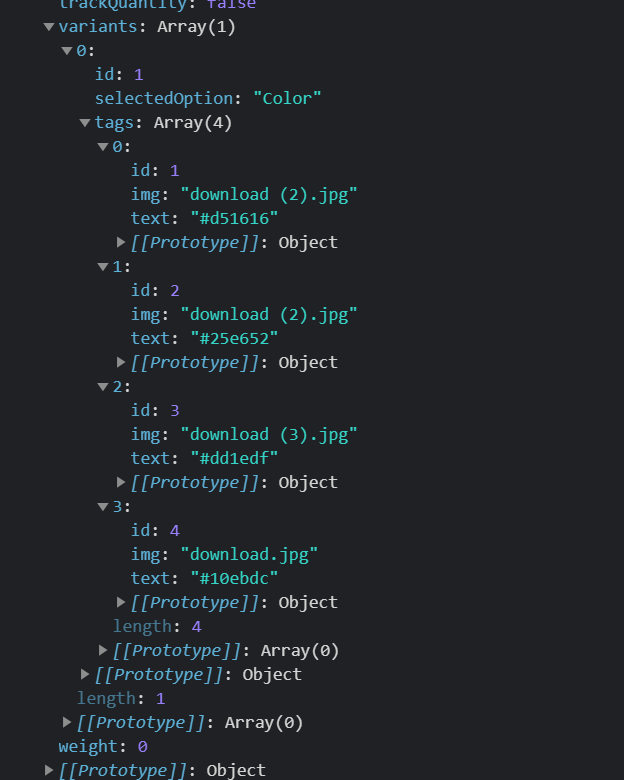 trackQuantity: false
variants: Array(1)
0:
id: 1
selectedOption: "Color"
tags: Array(4)
0:
id: 1
img: "download (2).jpg"
text: "#d51616"
[[Prototype]]: Object
1:
id: 2
img: "download (2).jpg"
text: "#25e652"
[[Prototype]]: Object
2:
id: 3
img: "download (3).jpg"
text: "#dd1edf"
[[Prototype]]: Object
3:
id: 4
img: "download.jpg"
text: "#10ebdc"
[[Prototype]]: Object
length: 4
[[Prototype]]: Array(0)
[[Prototype]]: Object
length: 1
[[Prototype]]: Array(0)
weight: 0
[[Prototype]]: Object